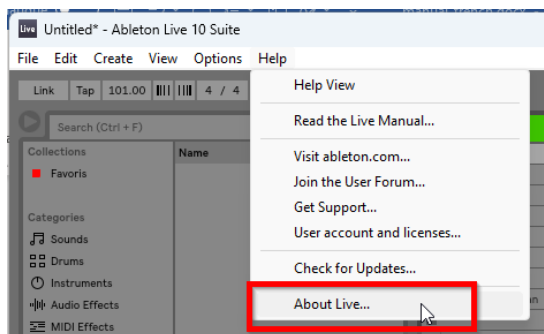 Live Untitled* - Ableton Live 10 Suite
File Edit Create View Options Help
Link Tap 101.00 4 / 4
Search (Ctrl + F)
Collections
Name
Favoris
Categories
Sounds
Drums
Instruments
Audio Effects
MIDI Effects
Help View
Read the Live Manual...
Visit ableton.com...
Join the User Forum...
Get Support...
User account and licenses...
Check for Updates...
About Live...